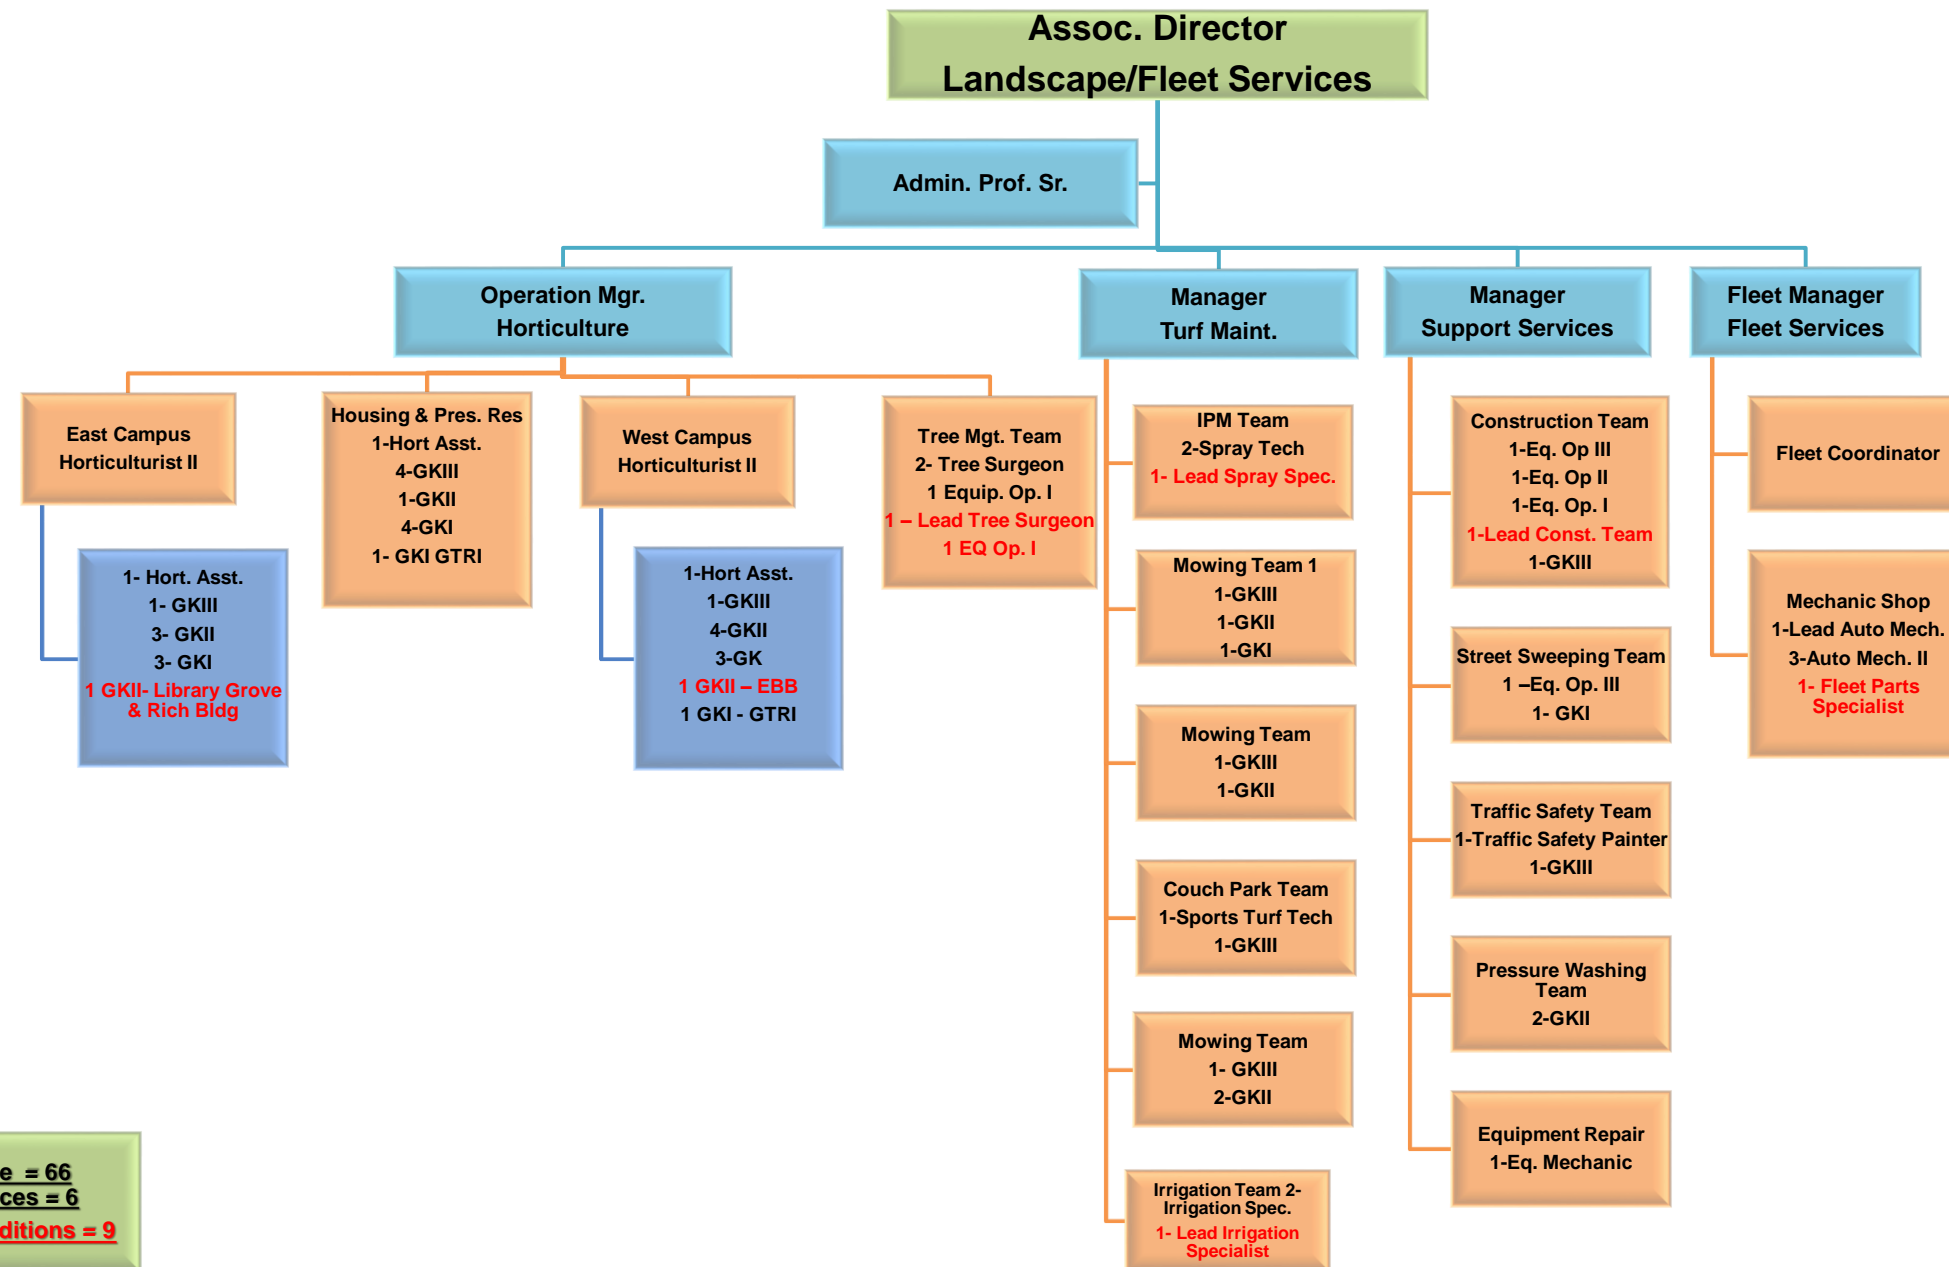 Assoc. Director
Landscape/Fleet Services
Admin. Prof. Sr.
Operation Mgr.
Horticulture
Manager
Turf Maint.
Manager
Support Services
Fleet Manager
Fleet Services
East Campus
Horticulturist II
1- Hort. Asst.
1- GKIII
3- GKII
3- GKI
1 GKII- Library Grove
& Rich Bldg
Housing & Pres. Res
1-Hort Asst.
4-GKIII
1-GKII
4-GKI
1- GKI GTRI
West Campus
Horticulturist II
1-Hort Asst.
1-GKIII
4-GKII
3-GK
1 GKII – EBB
1 GKI - GTRI
Tree Mgt. Team
2- Tree Surgeon
1 Equip. Op. I
1 – Lead Tree Surgeon
1 EQ Op. I
IPM Team
2-Spray Tech
1- Lead Spray Spec.
Mowing Team 1
1-GKIII
1-GKII
1-GKI
Mowing Team
1-GKIII
1-GKII
Couch Park Team
1-Sports Turf Tech
1-GKIII
Mowing Team
1- GKIII
2-GKII
Irrigation Team 2-
Irrigation Spec.
1- Lead Irrigation
Specialist
Construction Team
1-Eq. Op III
1-Eq. Op II
1-Eq. Op. I
1-Lead Const. Team
1-GKIII
Street Sweeping Team
1 –Eq. Op. III
1- GKI
Traffic Safety Team
1-Traffic Safety Painter
1-GKIII
Pressure Washing
Team
2-GKII
Equipment Repair
1-Eq. Mechanic
Fleet Coordinator
Mechanic Shop
1-Lead Auto Mech.
3-Auto Mech. II
1- Fleet Parts
Specialist
e = 66
ces = 6
ditions = 9